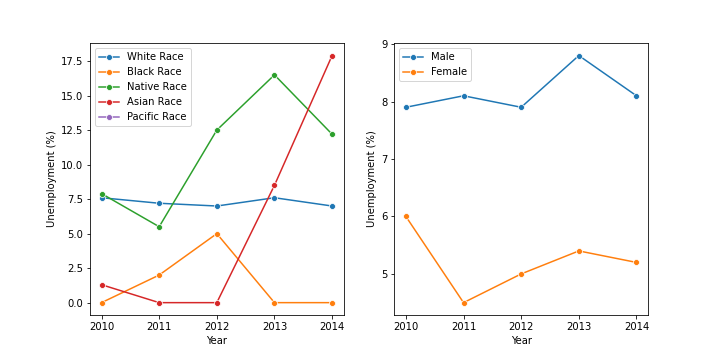 White Race
Black Race
Native Race
Asian Race
Pacific Race
17.5
15.0
12.5
10.0
7.5
5.0
2.5
0.0
Unemployment (%)
2010 2011 2012 2013 2014
Year
Male
Female
9
8
7
6
5
Unemployment (%)
2010 2011 2012 2013 2014
Year